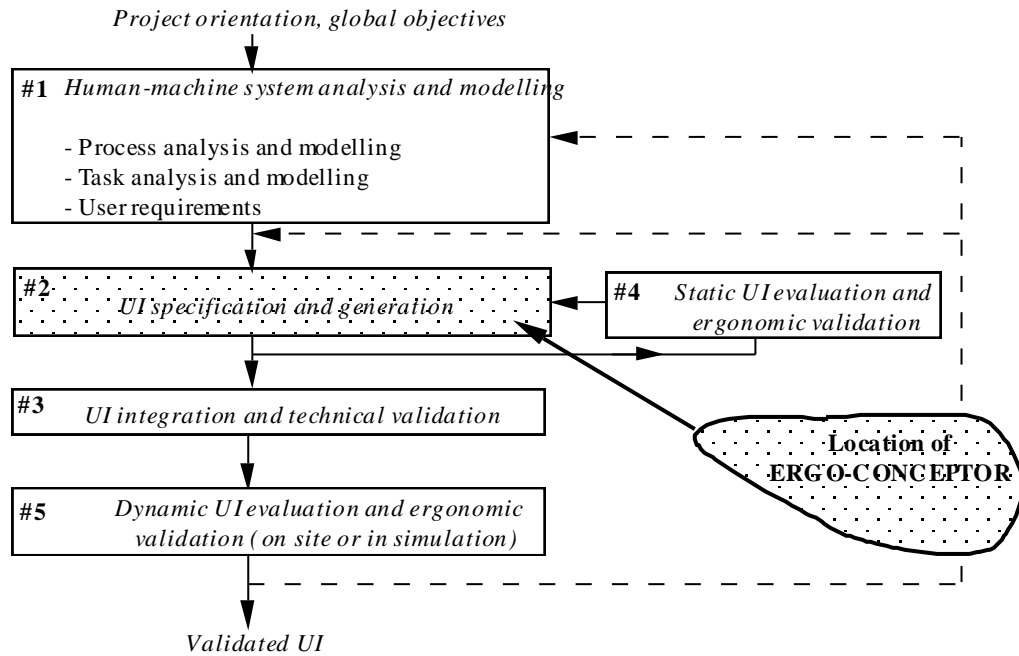 Project orientation, global objectives
#1 Human-machine system analysis and modelling
- Process analysis and modelling
- Task analysis and modelling
- User requirements
#2
UI specification and generation
#4 Static UI evaluation and
ergonomic validation
#3
UI integration and technical validation
Location of
ERGO-CONCEPTOR
#5 Dynamic UI evaluation and ergonomic
validation (on site or in simulation)
Validated UI